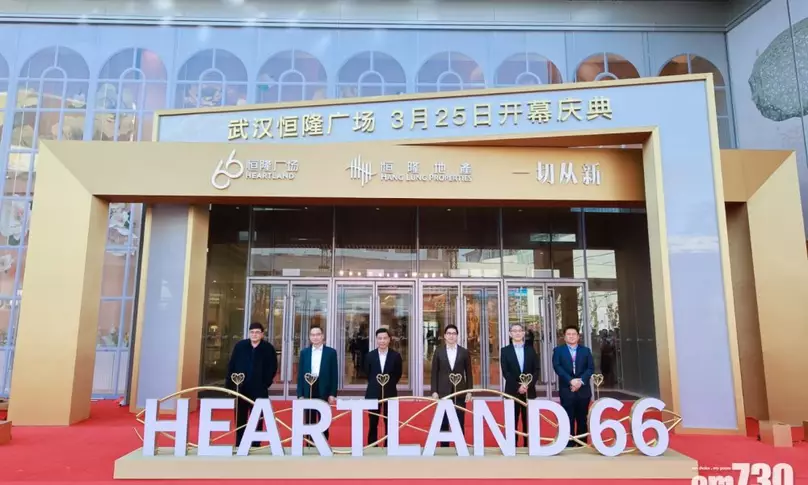 武汉恒隆广场 3月25日开幕庆典
66 恒隆广场 HEARTLAND
恒隆地產 HANG LUNG PROPERTIES
一切从新
HEARTLAND 66
am730